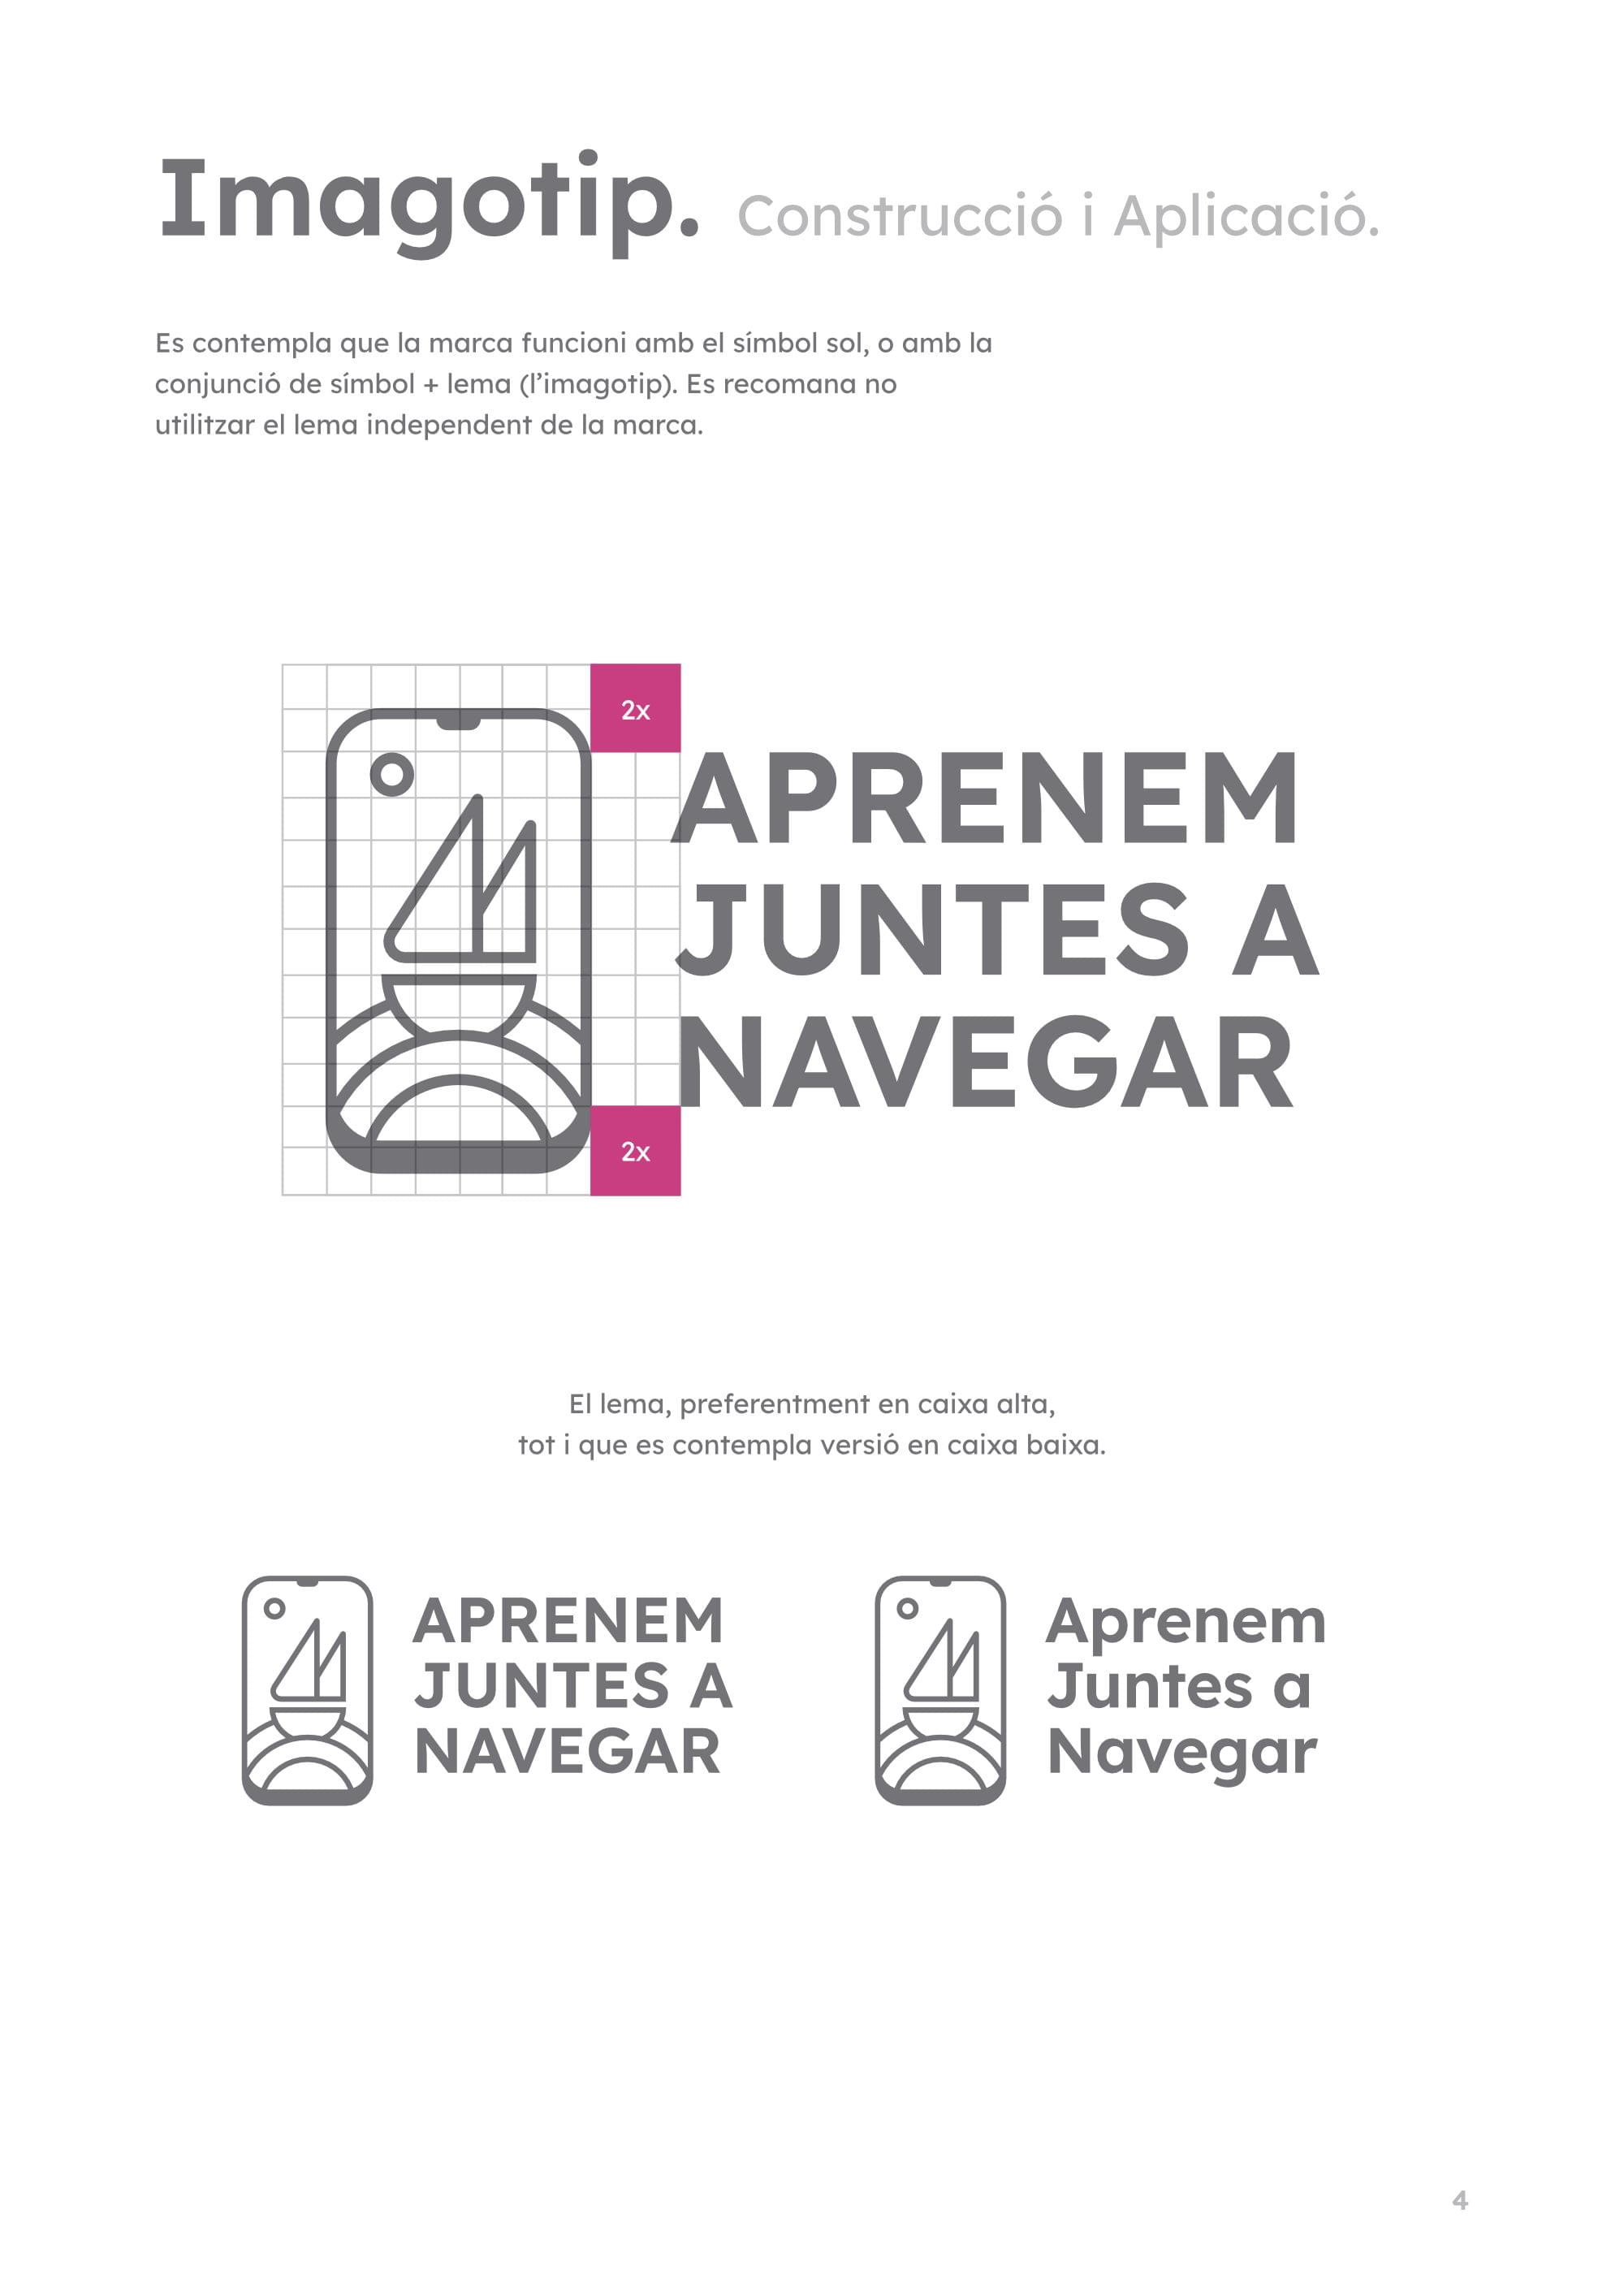 Imagotip. Construcció i Aplicació.
Es contempla que la marca funcioni amb el símbol sol, o amb la
conjunció de símbol + lema (l’imagotip). Es recomana no
utilitzar el lema independent de la marca.
2x
APRENEM
JUNTES A
NAVEGAR
2x
El lema, preferentment en caixa alta,
tot i que es contempla versió en caixa baixa.
APRENEM
JUNTES A
NAVEGAR
Aprenem
Juntes a
Navegar
4